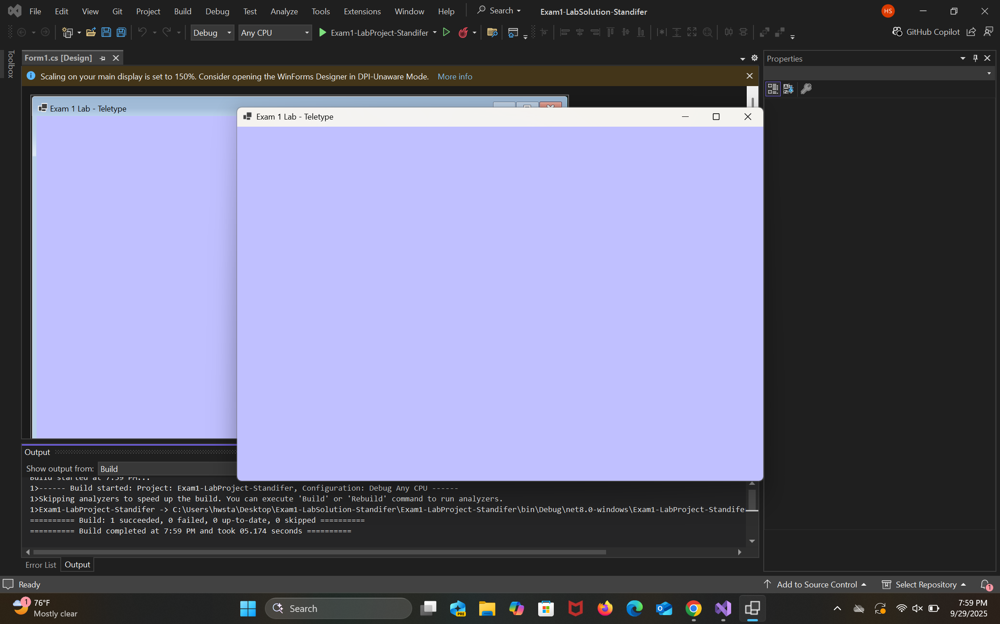 File Edit View Git Project Build Debug Test Analyze Tools Extensions Window Help Search Exam1-LabSolution-Standifer HS
Debug Any CPU Exam1-LabProject-Standifer GitHub Copilot
Toolbox
Form1.cs [Design]
Properties
Scaling on your main display is set to 150%. Consider opening the WinForms Designer in DPI-Unaware Mode. More info
Exam 1 Lab - Teletype
Exam 1 Lab - Teletype
Output
Show output from: Build
Build started at 7:59 PM...
1>------ Build started: Project: Exam1-LabProject-Standifer, Configuration: Debug Any CPU ------
1>Skipping analyzers to speed up the build. You can execute 'Build' or 'Rebuild' command to run analyzers.
1>Exam1-LabProject-Standifer -> C:\Users\hwsta\Desktop\Exam1-LabSolution-Standifer\Exam1-LabProject-Standifer\bin\Debug\net8.0-windows\Exam1-LabProject-Standife
========== Build: 1 succeeded, 0 failed, 0 up-to-date, 0 skipped ==========
========== Build completed at 7:59 PM and took 05.174 seconds ==========
Error List Output
Ready
Add to Source Control Select Repository 1
1 76°F
Mostly clear
Search
PRE
7:59 PM
9/29/2025